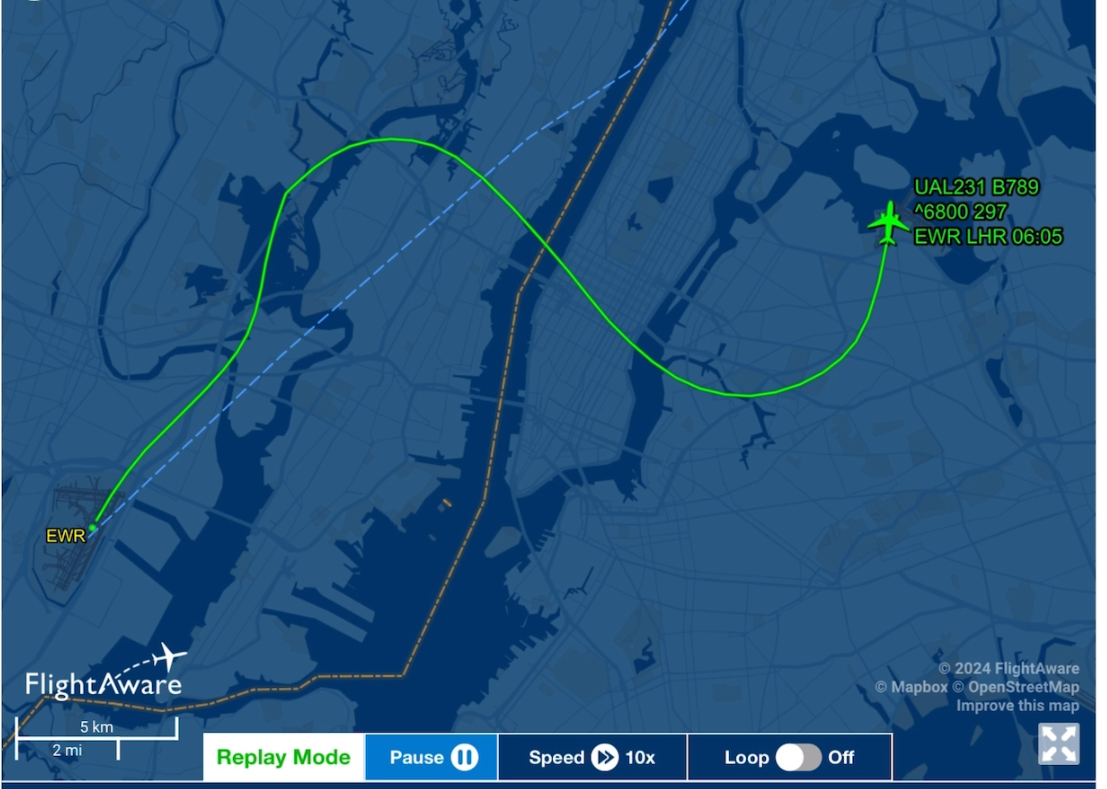 UAL231 B789
^6800 297
EWR LHR 06:05
EWR
FlightAware
5 km
2 mi
© 2024 FlightAware
© Mapbox © OpenStreetMap
Improve this map
Replay Mode
Pause
Speed 10x
Loop Off